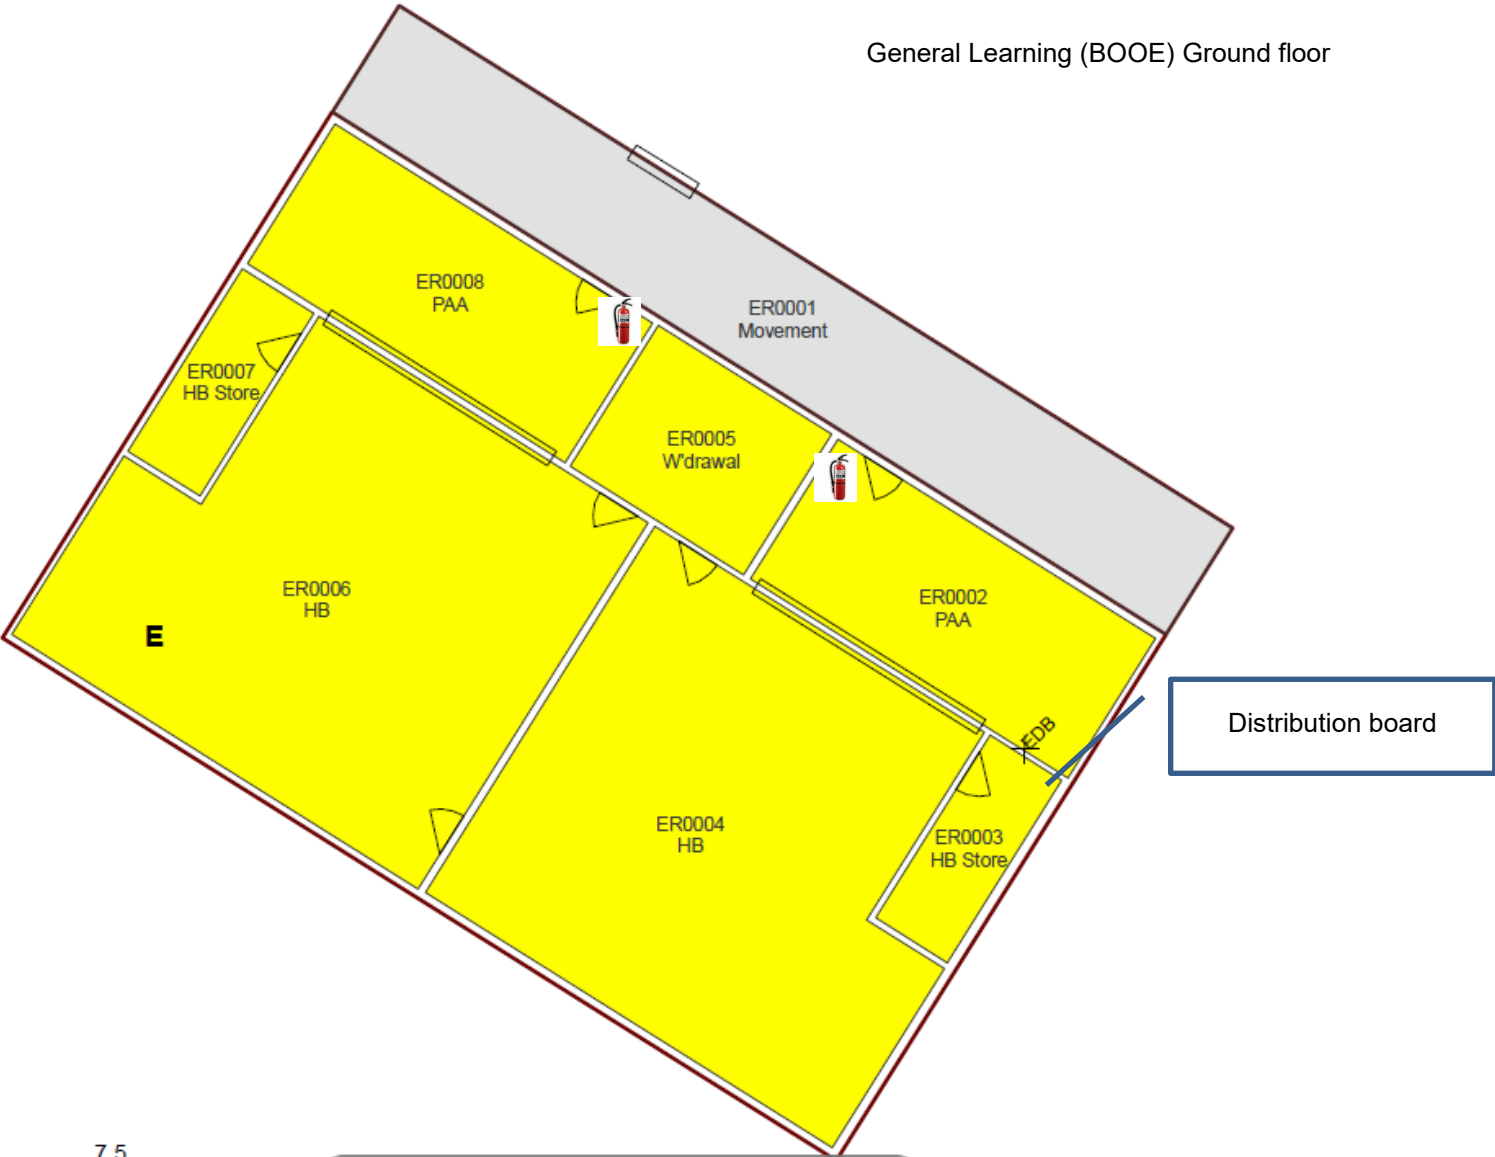 General Learning (BOOE) Ground floor
ER0008
PAA
ER0001
Movement
ER0007
HB Store
ER0005
W'drawal
ER0006
HB
ER0002
PAA
E
Distribution board
EDB
ER0004
HB
ER0003
HB Store
7.5